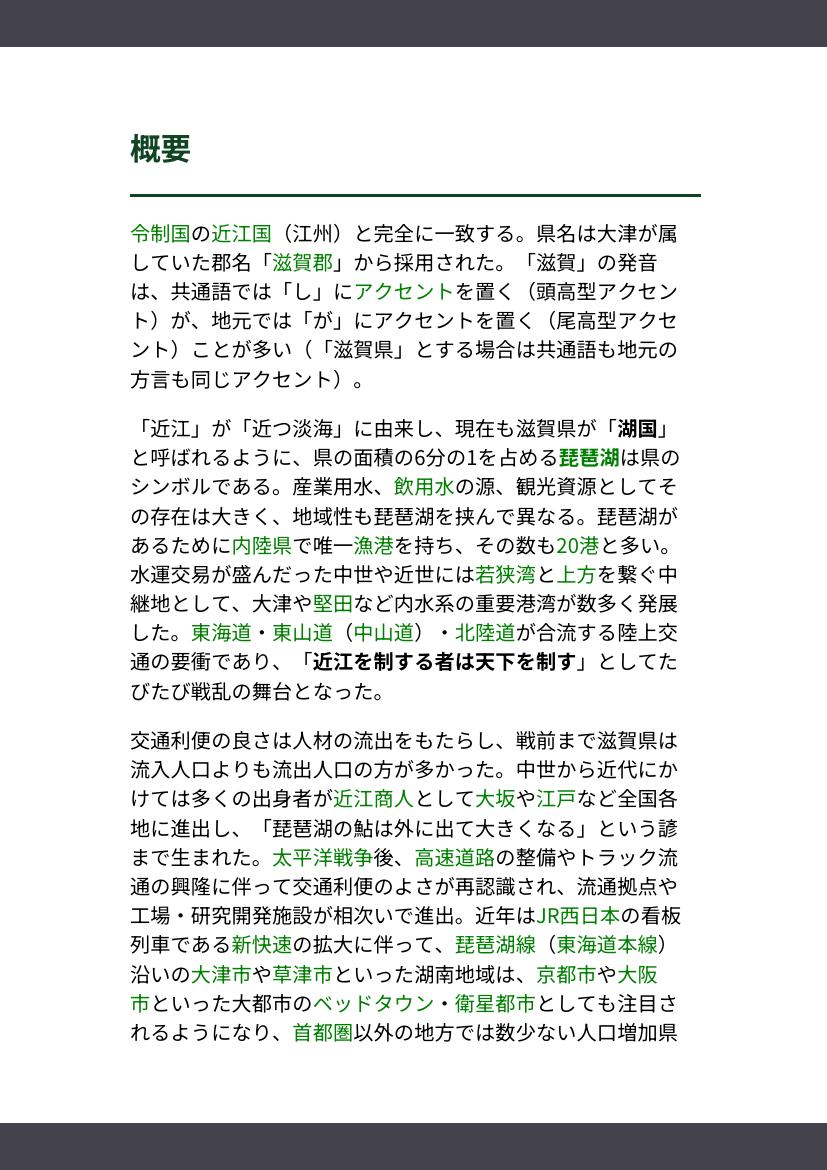 概要
令制国の近江国（江州）と完全に一致する。県名は大津が属
していた郡名「滋賀郡」から採用された。「滋賀」の発音
は、共通語では「し」にアクセントを置く（頭高型アクセン
ト）が、地元では「が」にアクセントを置く（尾高型アクセ
ント）ことが多い（「滋賀県」とする場合は共通語も地元の
方言も同じアクセント）。
「近江」が「近つ淡海」に由来し、現在も滋賀県が「湖国」
と呼ばれるように、県の面積の6分の1を占める琵琶湖は県の
シンボルである。産業用水、飲用水の源、観光資源としてそ
の存在は大きく、地域性も琵琶湖を挟んで異なる。琵琶湖が
あるために内陸県で唯一漁港を持ち、その数も20港と多い。
水運交易が盛んだった中世や近世には若狭湾と上方を繋ぐ中
継地として、大津や堅田など内水系の重要港湾が数多く発展
した。東海道・東山道（中山道）・北陸道が合流する陸上交
通の要衝であり、「近江を制する者は天下を制す」としてた
びたび戦乱の舞台となった。
交通利便の良さは人材の流出をもたらし、戦前まで滋賀県は
流入人口よりも流出人口の方が多かった。中世から近代にか
けては多くの出身者が近江商人として大坂や江戸など全国各
地に進出し、「琵琶湖の鮎は外に出て大きくなる」という諺
まで生まれた。太平洋戦争後、高速道路の整備やトラック流
通の興隆に伴って交通利便のよさが再認識され、流通拠点や
工場・研究開発施設が相次いで進出。近年はJR西日本の看板
列車である新快速の拡大に伴って、琵琶湖線（東海道本線）
沿いの大津市や草津市といった湖南地域は、京都市や大阪
市といった大都市のベッドタウン・衛星都市としても注目さ
れるようになり、首都圏以外の地方では数少ない人口増加県